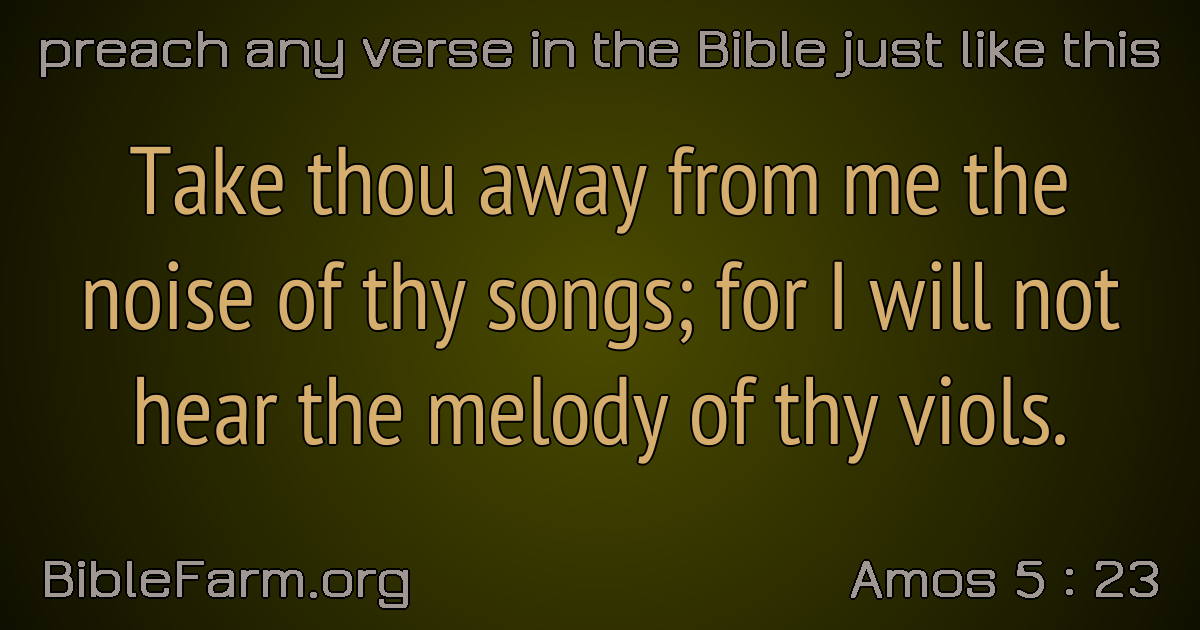 preach any verse in the Bible just like this
Take thou away from me the
noise of thy songs; for I will not
hear the melody of thy viols.
BibleFarm.org
Amos 5 : 23